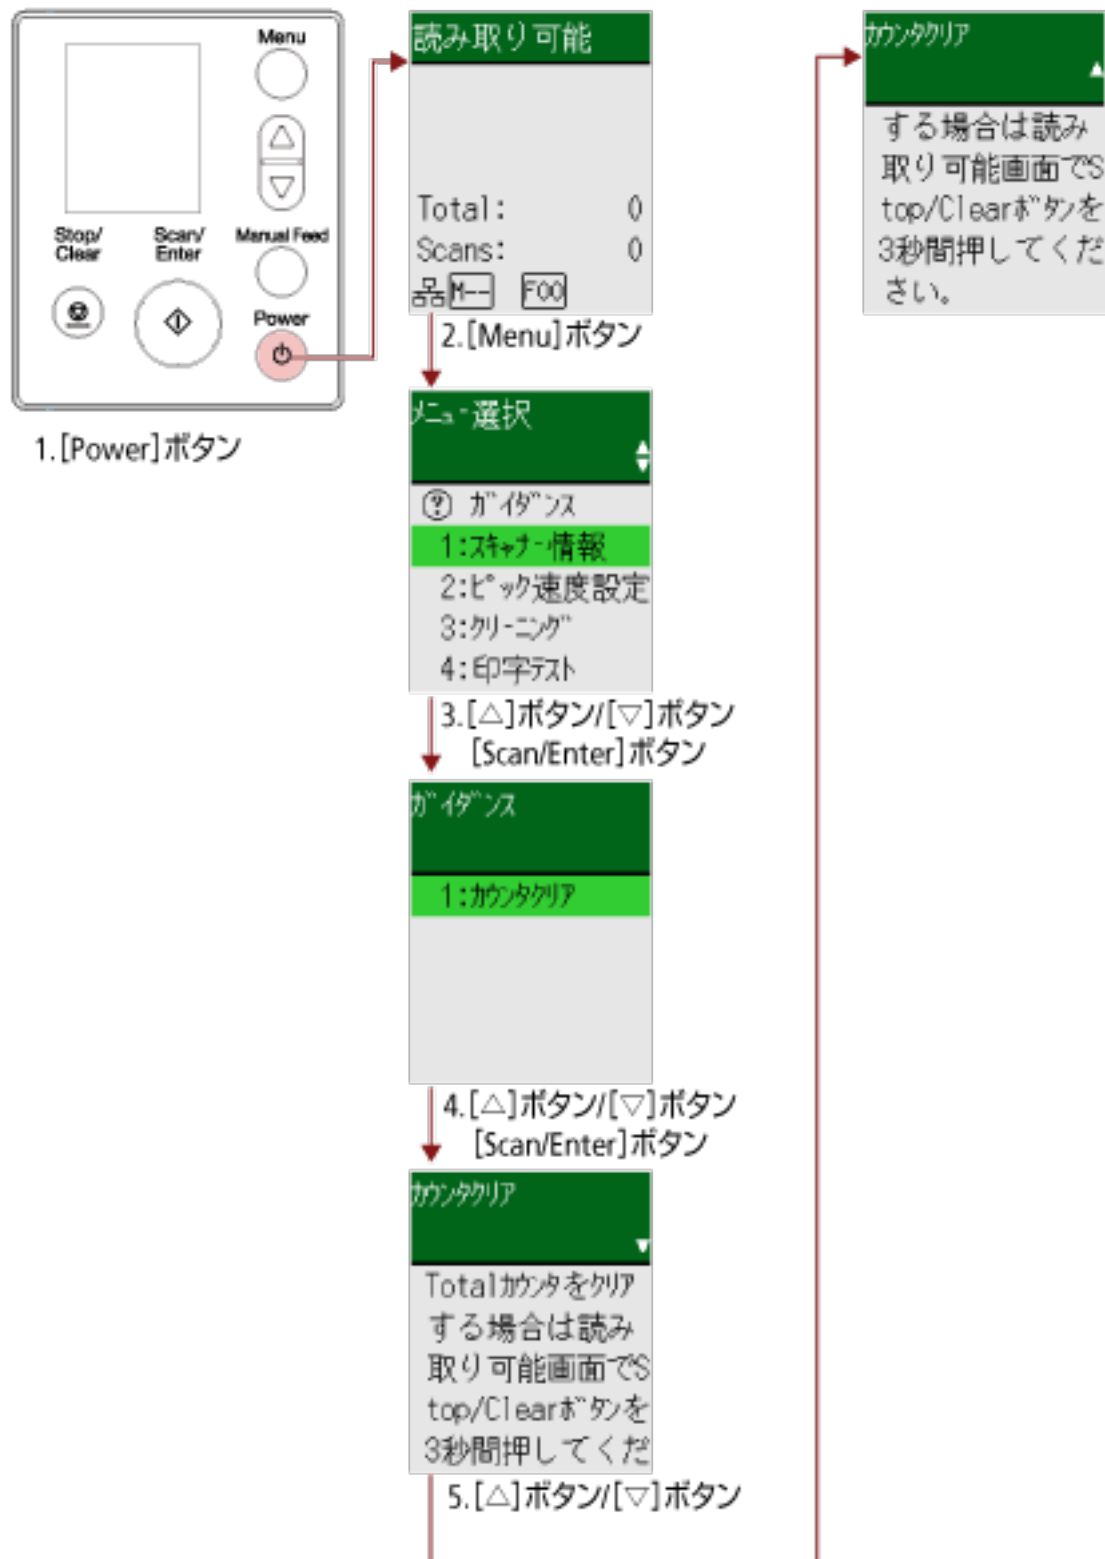 Menu
Stop/
Clear
Scan/
Enter
Manual Feed
Power
1.[Power]ボタン
読み取り可能
Total: 0
Scans: 0
M-- F00
2.[Menu]ボタン
ﾒﾆｭｰ選択
? ｶﾞｲﾀﾞﾝｽ
1:ｽｷｬﾅｰ情報
2:ﾋﾟｯｸ速度設定
3:ｸﾘｰﾆﾝｸﾞ
4:印字ﾃｽﾄ
3.[△]ボタン/[▽]ボタン
[Scan/Enter]ボタン
ｶﾞｲﾀﾞﾝｽ
1:ｶｳﾝﾀｸﾘｱ
4.[△]ボタン/[▽]ボタン
[Scan/Enter]ボタン
ｶｳﾝﾀｸﾘｱ
Totalｶｳﾝﾀをｸﾘｱ
する場合は読み
取り可能画面でS
top/Clearﾎﾞﾀﾝを
3秒間押してくだ
5.[△]ボタン/[▽]ボタン
ｶｳﾝﾀｸﾘｱ
する場合は読み
取り可能画面でS
top/Clearﾎﾞﾀﾝを
3秒間押してくだ
さい。